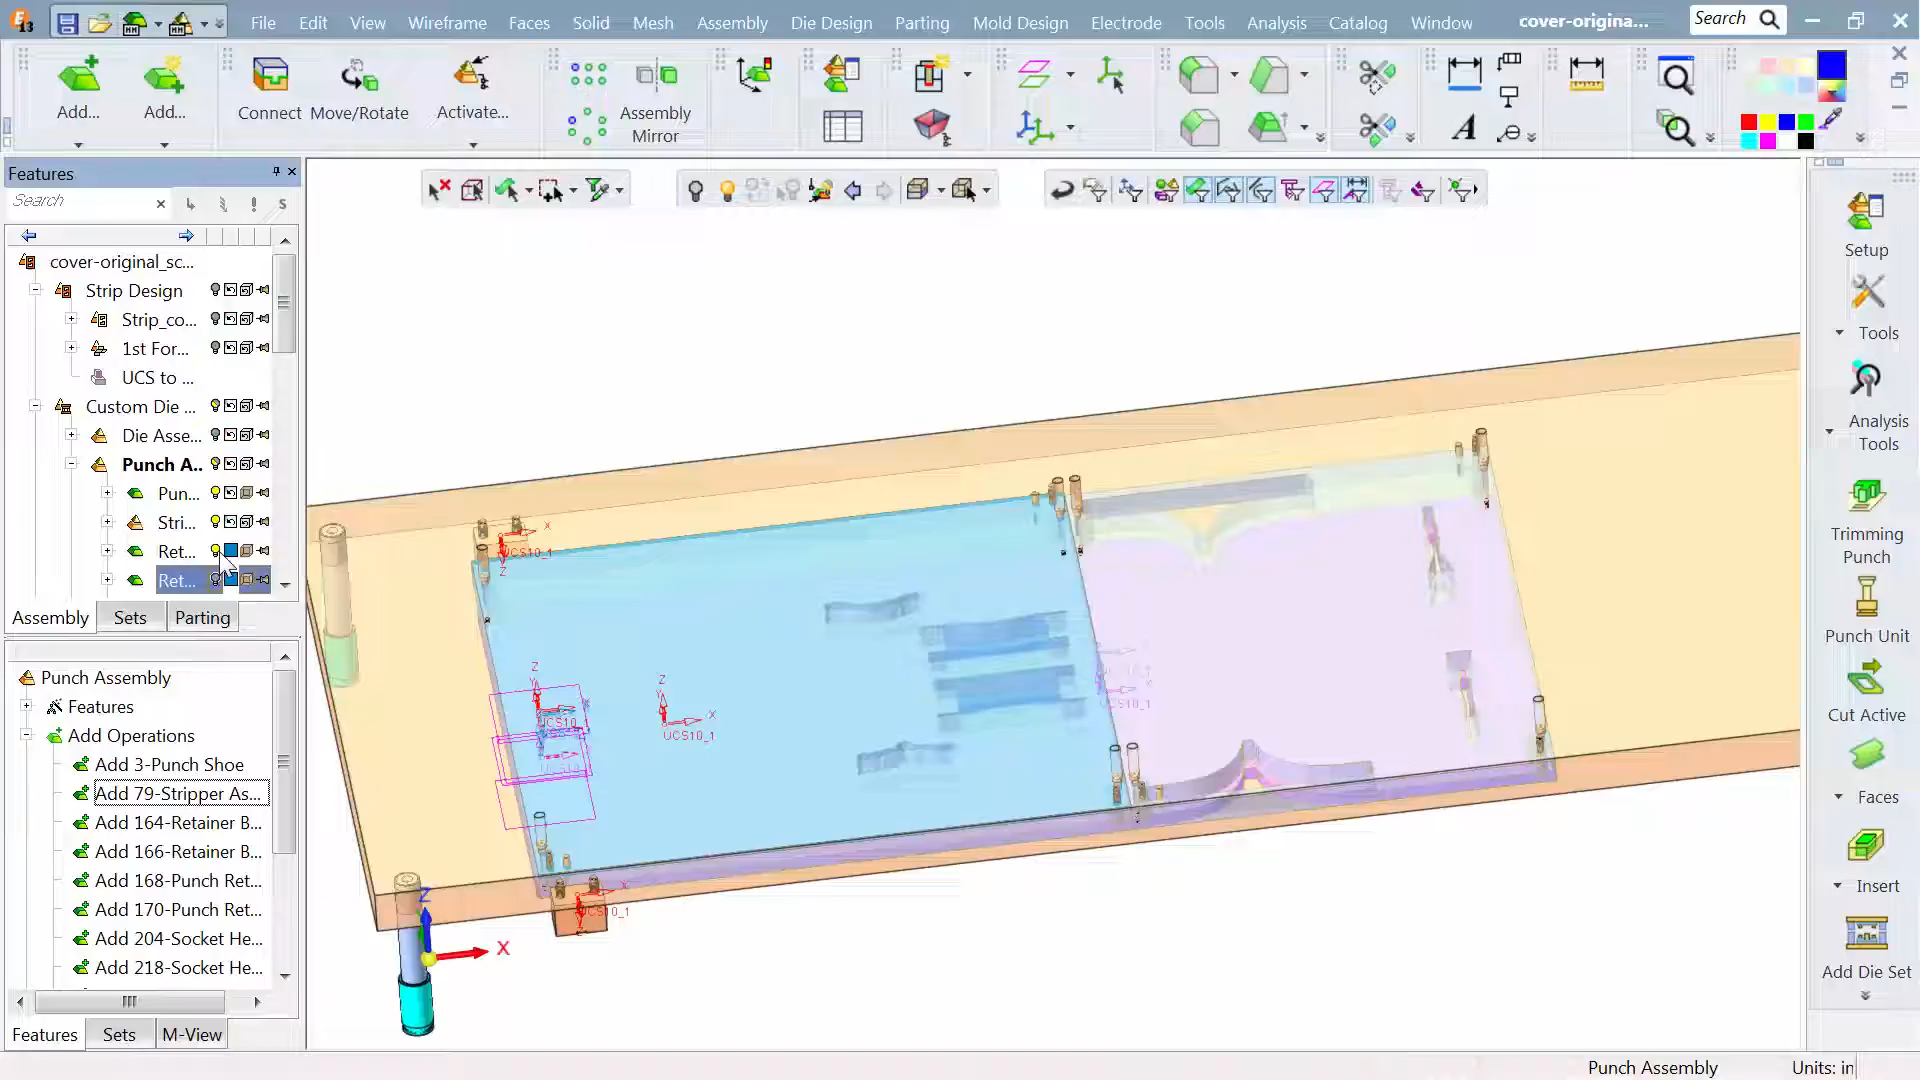 File Edit View Wireframe Faces Solid Mesh Assembly Die Design Parting Mold Design Electrode Tools Analysis Catalog Window cover-origina... Search
Add... Add... Connect Move/Rotate Activate... Assembly Mirror
Features
Search
cover-original_sc...
Strip Design
Strip_co...
1st For...
UCS to ...
Custom Die ...
Die Asse...
Punch A..
Pun...
Stri...
Ret...
Ret...
Assembly Sets Parting
Punch Assembly
Features
Add Operations
Add 3-Punch Shoe
Add 79-Stripper As...
Add 164-Retainer B...
Add 166-Retainer B...
Add 168-Punch Ret...
Add 170-Punch Ret...
Add 204-Socket He...
Add 218-Socket He...
Features Sets M-View
X
UCS10_1
Z
Z
X
UCS10_1
Z
X
UCS10_1
X
UCS10_1
Z
X
Setup
Tools
Analysis Tools
Trimming Punch
Punch Unit
Cut Active
Faces
Insert
Add Die Set
Punch Assembly Units: in